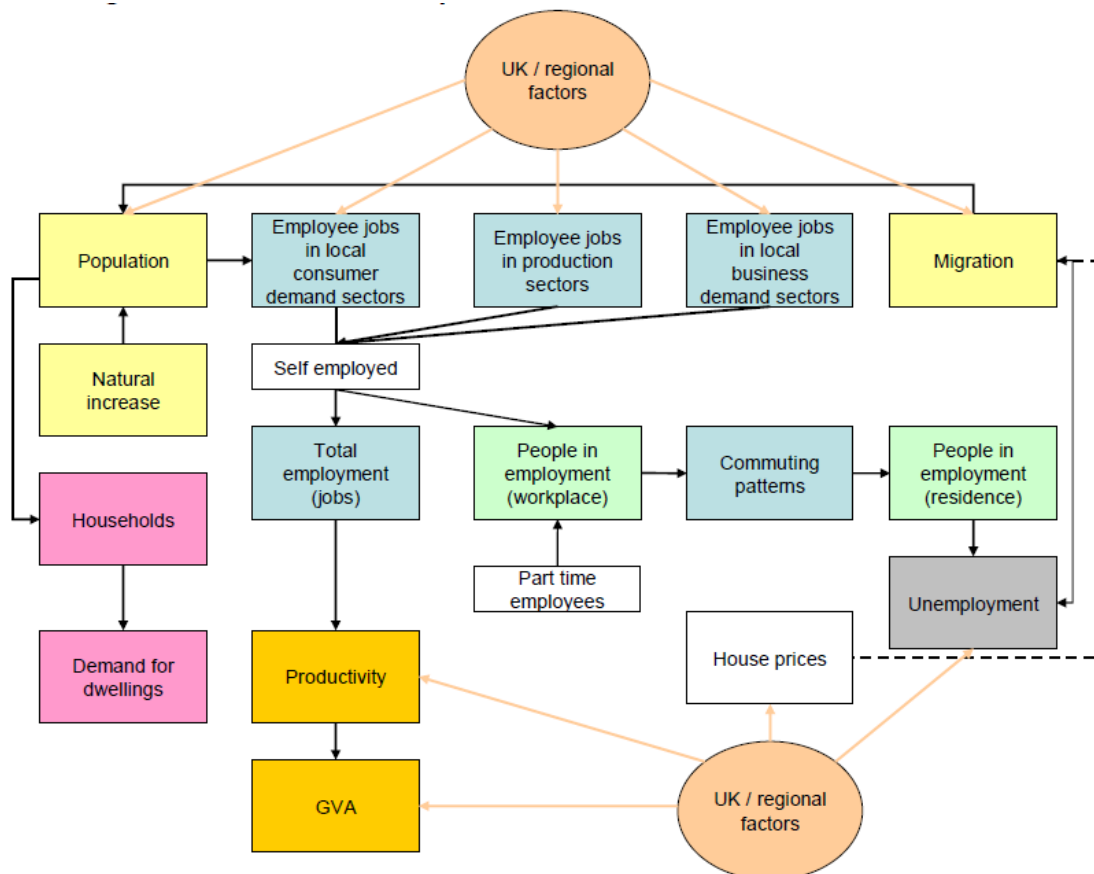 UK / regional
factors
Population
Employee jobs
in local
consumer
demand sectors
Employee jobs
in production
sectors
Employee jobs
in local
business
demand sectors
Migration
Natural
increase
Self employed
Total
employment
(jobs)
People in
employment
(workplace)
Commuting
patterns
People in
employment
(residence)
Households
Part time
employees
Unemployment
Demand for
dwellings
Productivity
House prices
GVA
UK / regional
factors